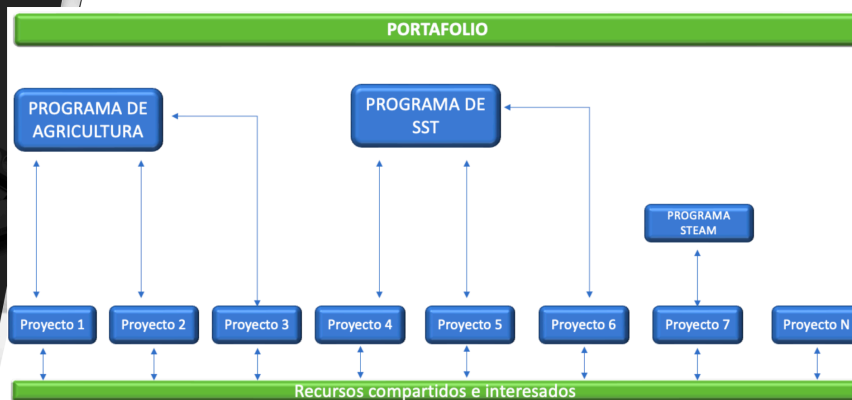 PORTAFOLIO
PROGRAMA DE
AGRICULTURA
PROGRAMA DE
SST
PROGRAMA
STEAM
Proyecto 1
Proyecto 2
Proyecto 3
Proyecto 4
Proyecto 5
Proyecto 6
Proyecto 7
Proyecto N
Recursos compartidos e interesados